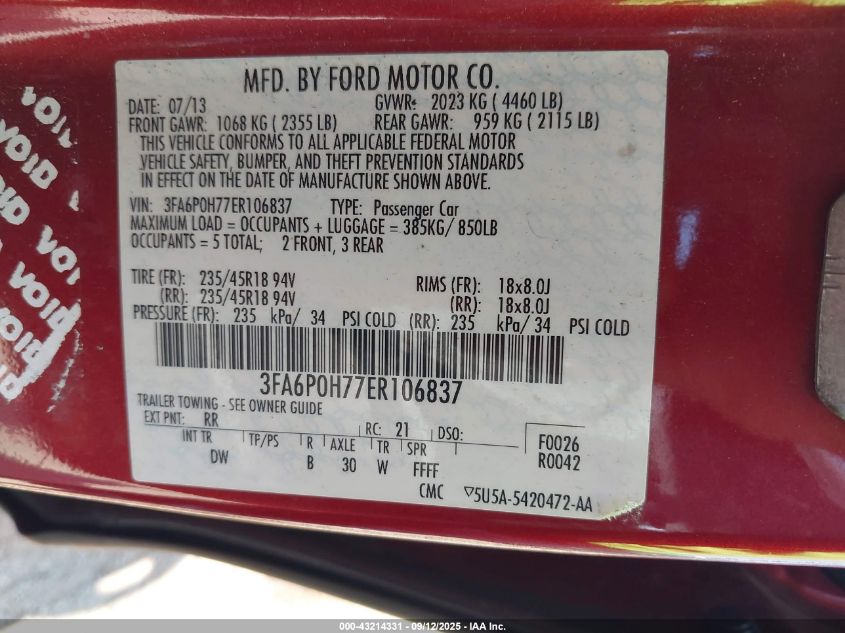 MFD. BY FORD MOTOR CO.
DATE: 07/13 GVWR: 2023 KG ( 4460 LB)
FRONT GAWR: 1068 KG ( 2355 LB) REAR GAWR: 959 KG ( 2115 LB)
THIS VEHICLE CONFORMS TO ALL APPLICABLE FEDERAL MOTOR
VEHICLE SAFETY, BUMPER, AND THEFT PREVENTION STANDARDS
IN EFFECT ON THE DATE OF MANUFACTURE SHOWN ABOVE.
VIN: 3FA6P0H77ER106837 TYPE: Passenger Car
MAXIMUM LOAD = OCCUPANTS + LUGGAGE = 385KG/ 850LB
OCCUPANTS = 5 TOTAL; 2 FRONT, 3 REAR
TIRE (FR): 235/45R18 94V RIMS (FR): 18x8.0J
(RR): 235/45R18 94V (RR): 18x8.0J
PRESSURE (FR): 235 kPa/ 34 PSI COLD (RR): 235 kPa/ 34 PSI COLD
3FA6P0H77ER106837
TRAILER TOWING - SEE OWNER GUIDE
EXT PNT: RR RC: 21 DSO: F0026
INT TR TP/PS R AXLE TR SPR R0042
DW B 30 W FFFF
CMC ▽5U5A-5420472-AA
VOID
VOID
VOID
VOID
000-43214331 - 09/12/2025 - IAA Inc.